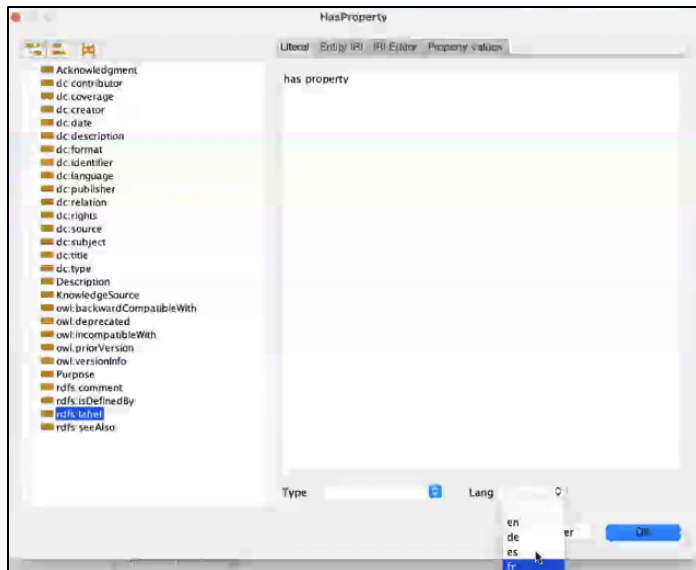 HasProperty
Literal Entity IRI IRI Editor Property values
Acknowledgment
dc:contributor
dc:coverage
dc:creator
dc:date
dc:description
dc:format
dc:identifier
dc:language
dc:publisher
dc:relation
dc:rights
dc:source
dc:subject
dc:title
dc:type
Description
KnowledgeSource
owl:backwardCompatibleWith
owl:deprecated
owl:incompatibleWith
owl:priorVersion
owl:versionInfo
Purpose
rdfs:comment
rdfs:isDefinedBy
rdfs:label
rdfs:seeAlso
has property
Type
Lang
en
de
es
fr
OK